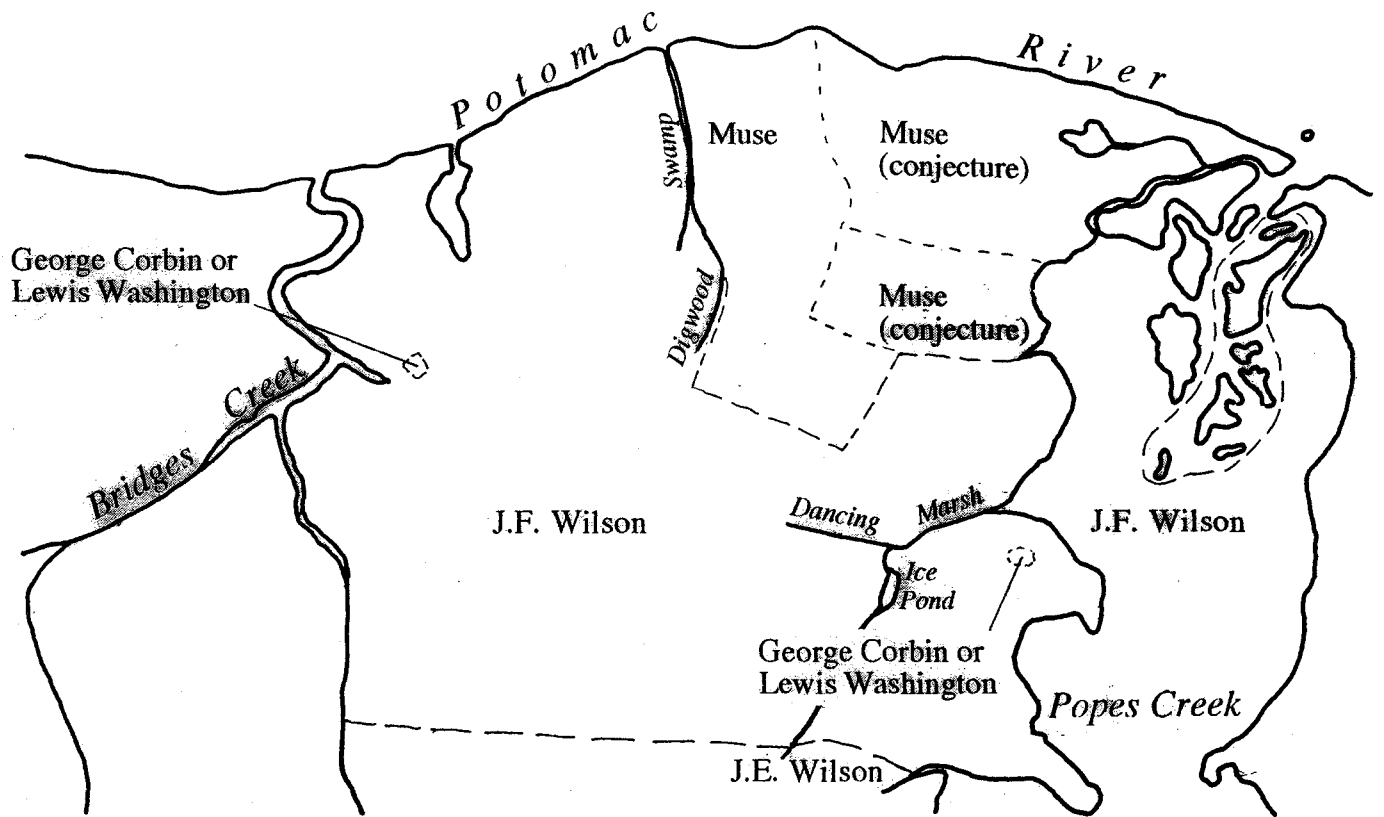 Potomac River
Swamp
Muse
Muse
(conjecture)
George Corbin or
Lewis Washington
Digwood
Muse
(conjecture)
Bridges Creek
J.F. Wilson
Dancing Marsh
J.F. Wilson
Ice
Pond
George Corbin or
Lewis Washington
Popes Creek
J.E. Wilson